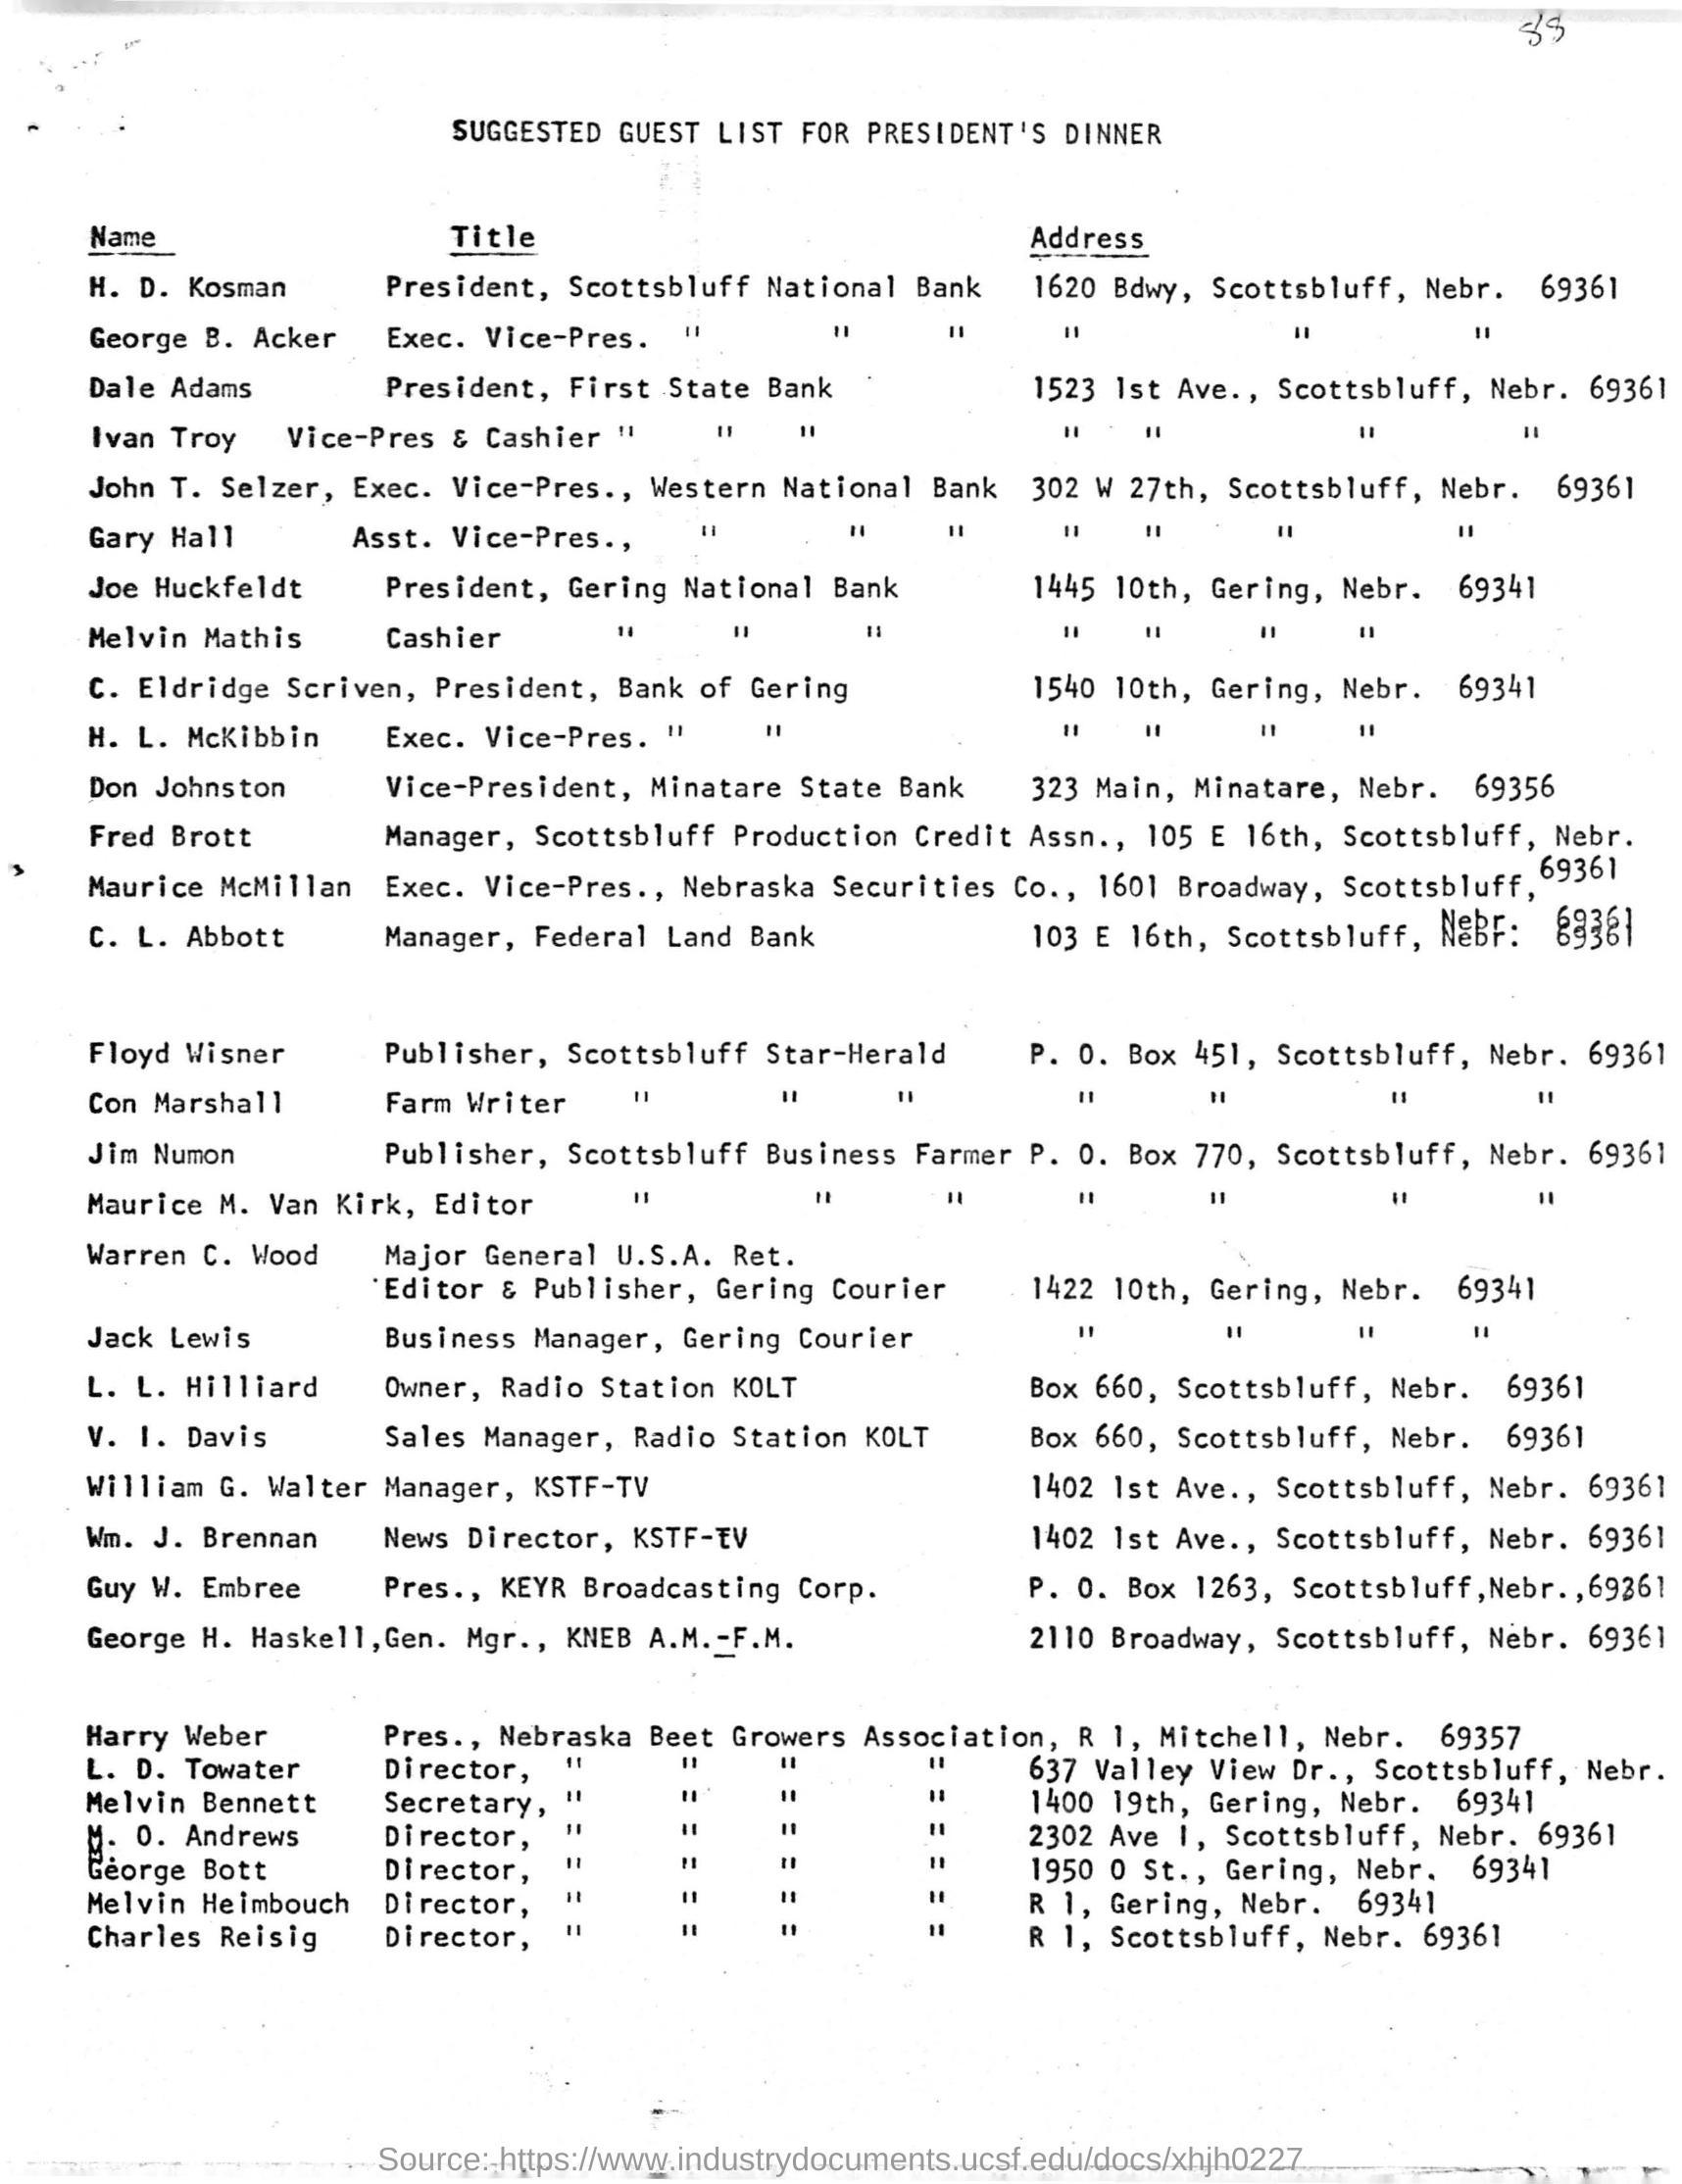 88
SUGGESTED GUEST LIST FOR PRESIDENT'S DINNER
Name Title Address
H. D. Kosman President, Scottsbluff National Bank 1620 Bdwy, Scottsbluff, Nebr. 69361
George B. Acker Exec. Vice-Pres. " " " " " "
Dale Adams President, First State Bank 1523 1st Ave., Scottsbluff, Nebr. 69361
Ivan Troy Vice-Pres & Cashier " " " " " " "
John T. Selzer, Exec. Vice-Pres., Western National Bank 302 W 27th, Scottsbluff, Nebr. 69361
Gary Hall Asst. Vice-Pres., " " " " " " "
Joe Huckfeldt President, Gering National Bank 1445 10th, Gering, Nebr. 69341
Melvin Mathis Cashier " " " " " " "
C. Eldridge Scriven, President, Bank of Gering 1540 10th, Gering, Nebr. 69341
H. L. McKibbin Exec. Vice-Pres. " " " " " "
Don Johnston Vice-President, Minatare State Bank 323 Main, Minatare, Nebr. 69356
Fred Brott Manager, Scottsbluff Production Credit Assn., 105 E 16th, Scottsbluff, Nebr.
69361
Maurice McMillan Exec. Vice-Pres., Nebraska Securities Co., 1601 Broadway, Scottsbluff,
Nebr. 69361
C. L. Abbott Manager, Federal Land Bank 103 E 16th, Scottsbluff, Nebr. 69361
Floyd Wisner Publisher, Scottsbluff Star-Herald P. O. Box 451, Scottsbluff, Nebr. 69361
Con Marshall Farm Writer " " " " " " "
Jim Numon Publisher, Scottsbluff Business Farmer P. O. Box 770, Scottsbluff, Nebr. 69361
Maurice M. Van Kirk, Editor " " " " " " "
Warren C. Wood Major General U.S.A. Ret.
Editor & Publisher, Gering Courier 1422 10th, Gering, Nebr. 69341
Jack Lewis Business Manager, Gering Courier " " " "
L. L. Hilliard Owner, Radio Station KOLT Box 660, Scottsbluff, Nebr. 69361
V. I. Davis Sales Manager, Radio Station KOLT Box 660, Scottsbluff, Nebr. 69361
William G. Walter Manager, KSTF-TV 1402 1st Ave., Scottsbluff, Nebr. 69361
Wm. J. Brennan News Director, KSTF-TV 1402 1st Ave., Scottsbluff, Nebr. 69361
Guy W. Embree Pres., KEYR Broadcasting Corp. P. O. Box 1263, Scottsbluff,Nebr.,69361
George H. Haskell,Gen. Mgr., KNEB A.M.-F.M. 2110 Broadway, Scottsbluff, Nebr. 69361
Harry Weber Pres., Nebraska Beet Growers Association, R 1, Mitchell, Nebr. 69357
L. D. Towater Director, " " " " 637 Valley View Dr., Scottsbluff, Nebr.
Melvin Bennett Secretary, " " " " 1400 19th, Gering, Nebr. 69341
M. O. Andrews Director, " " " " 2302 Ave I, Scottsbluff, Nebr. 69361
George Bott Director, " " " " 1950 O St., Gering, Nebr. 69341
Melvin Heimbouch Director, " " " " R 1, Gering, Nebr. 69341
Charles Reisig Director, " " " " R 1, Scottsbluff, Nebr. 69361
Source: https://www.industrydocuments.ucsf.edu/docs/xhjh0227